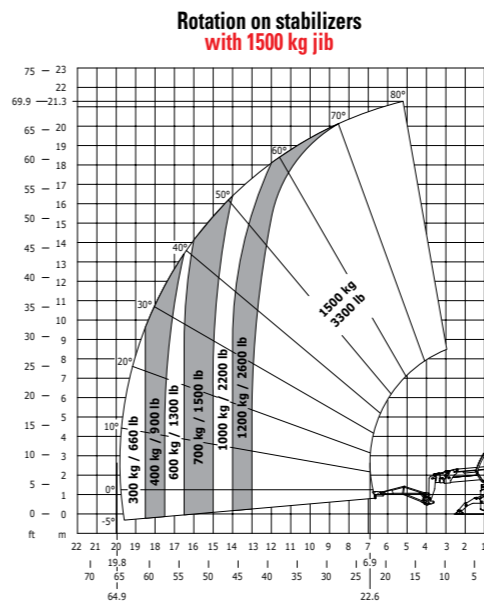 Rotation on stabilizers
with 1500 kg jib
75 23
22
69.9 21.3
65 20
19
60 18
17
55 16
50 15
14
45 13
40 12
11
35 10
30 9
25 8
7
20 6
5
15 4
10 3
2
5 1
0 0
ft m
80°
70°
60°
50°
40°
30°
20°
10°
0°
-5°
300 kg / 660 lb
400 kg / 900 lb
600 kg / 1300 lb
700 kg / 1500 lb
1000 kg / 2200 lb
1200 kg / 2600 lb
1500 kg
3300 lb
22 21 20 19 18 17 16 15 14 13 12 11 10 9 8 7 6 5 4 3 2 1
19.8 6.9
70 65 60 55 50 45 40 35 30 25 20 15 10 5
64.9 22.6